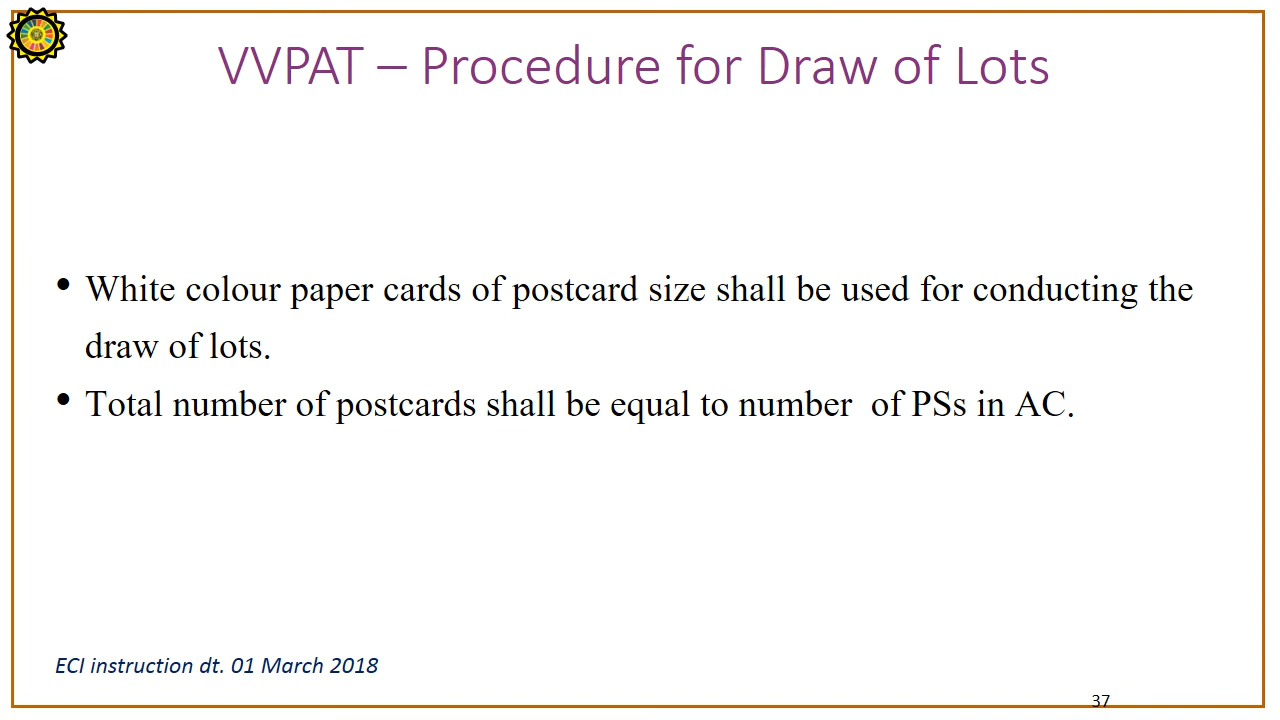 VVPAT – Procedure for Draw of Lots
• White colour paper cards of postcard size shall be used for conducting the
draw of lots.
• Total number of postcards shall be equal to number  of PSs in AC.
ECI instruction dt. 01 March 2018
37